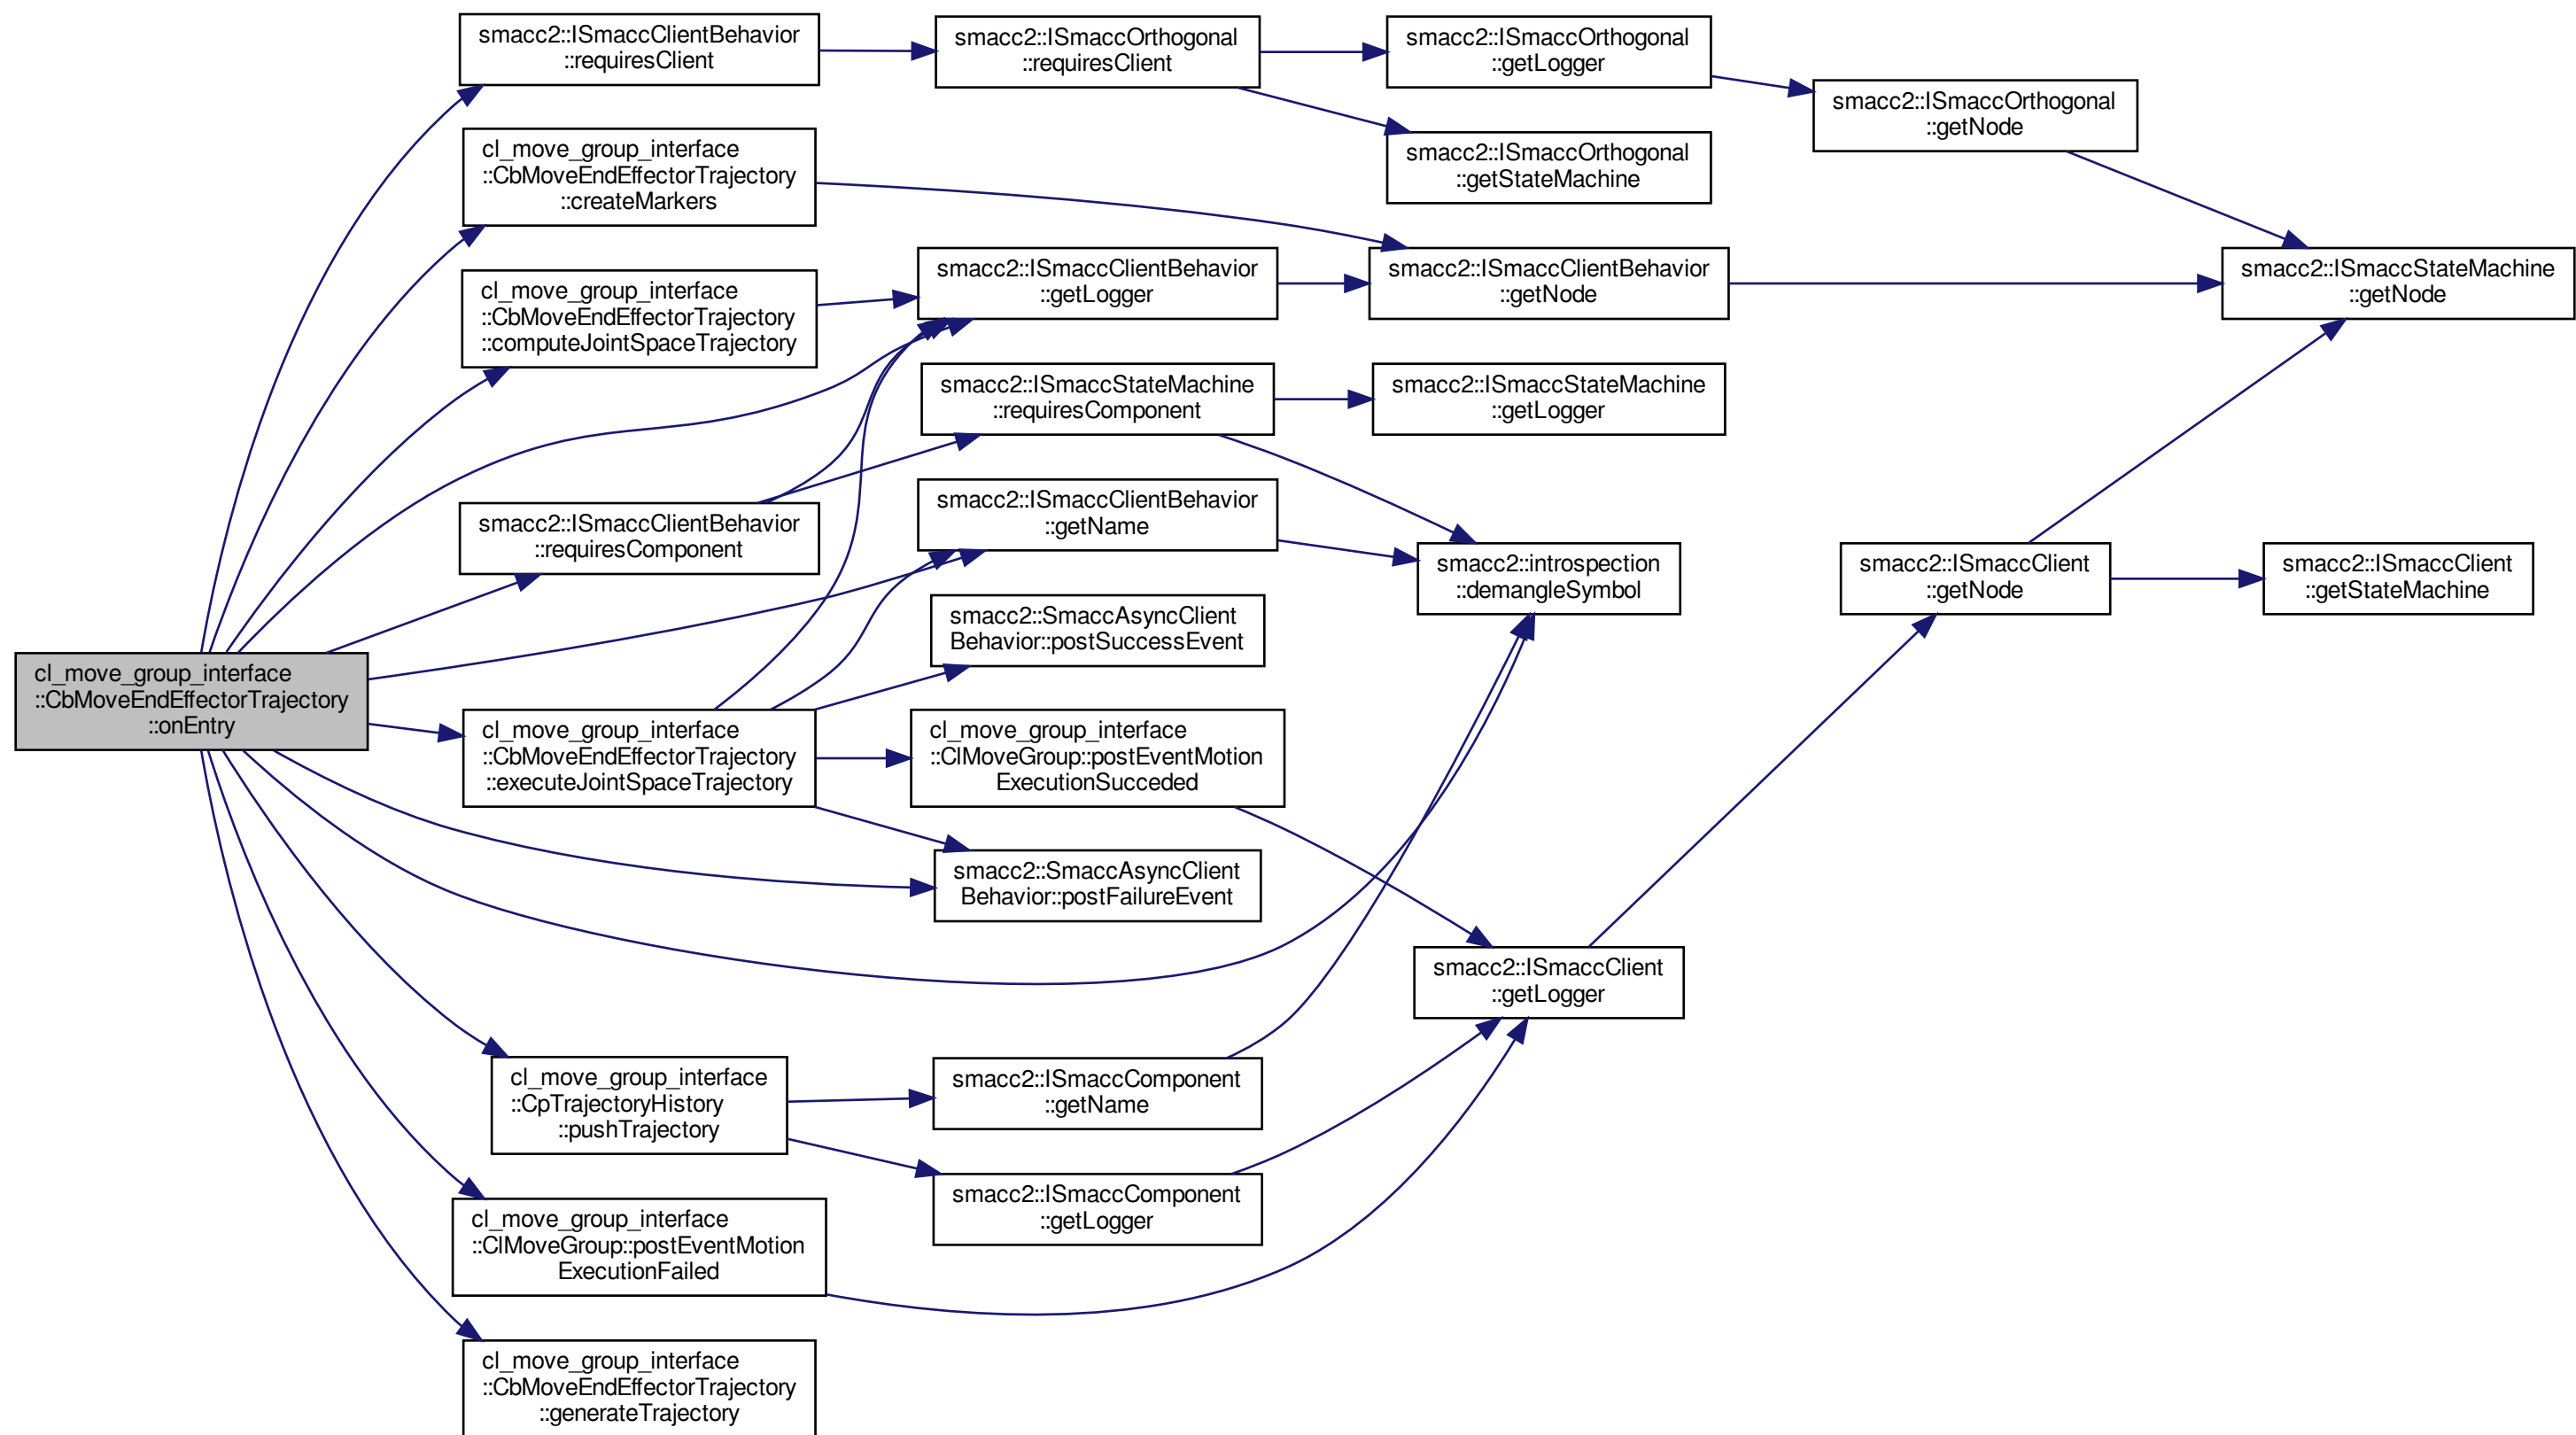 smacc2::ISmaccClientBehavior
::requiresClient
smacc2::ISmaccOrthogonal
::requiresClient
smacc2::ISmaccOrthogonal
::getLogger
smacc2::ISmaccOrthogonal
::getNode
smacc2::ISmaccOrthogonal
::getStateMachine
cl_move_group_interface
::CbMoveEndEffectorTrajectory
::createMarkers
cl_move_group_interface
::CbMoveEndEffectorTrajectory
::computeJointSpaceTrajectory
smacc2::ISmaccClientBehavior
::getLogger
smacc2::ISmaccClientBehavior
::getNode
smacc2::ISmaccStateMachine
::getNode
smacc2::ISmaccStateMachine
::requiresComponent
smacc2::ISmaccStateMachine
::getLogger
smacc2::ISmaccClientBehavior
::requiresComponent
smacc2::ISmaccClientBehavior
::getName
smacc2::introspection
::demangleSymbol
smacc2::ISmaccClient
::getNode
smacc2::ISmaccClient
::getStateMachine
smacc2::SmaccAsyncClient
Behavior::postSuccessEvent
cl_move_group_interface
::CbMoveEndEffectorTrajectory
::onEntry
cl_move_group_interface
::CbMoveEndEffectorTrajectory
::executeJointSpaceTrajectory
cl_move_group_interface
::ClMoveGroup::postEventMotion
ExecutionSucceded
smacc2::SmaccAsyncClient
Behavior::postFailureEvent
smacc2::ISmaccClient
::getLogger
cl_move_group_interface
::CpTrajectoryHistory
::pushTrajectory
smacc2::ISmaccComponent
::getName
smacc2::ISmaccComponent
::getLogger
cl_move_group_interface
::ClMoveGroup::postEventMotion
ExecutionFailed
cl_move_group_interface
::CbMoveEndEffectorTrajectory
::generateTrajectory